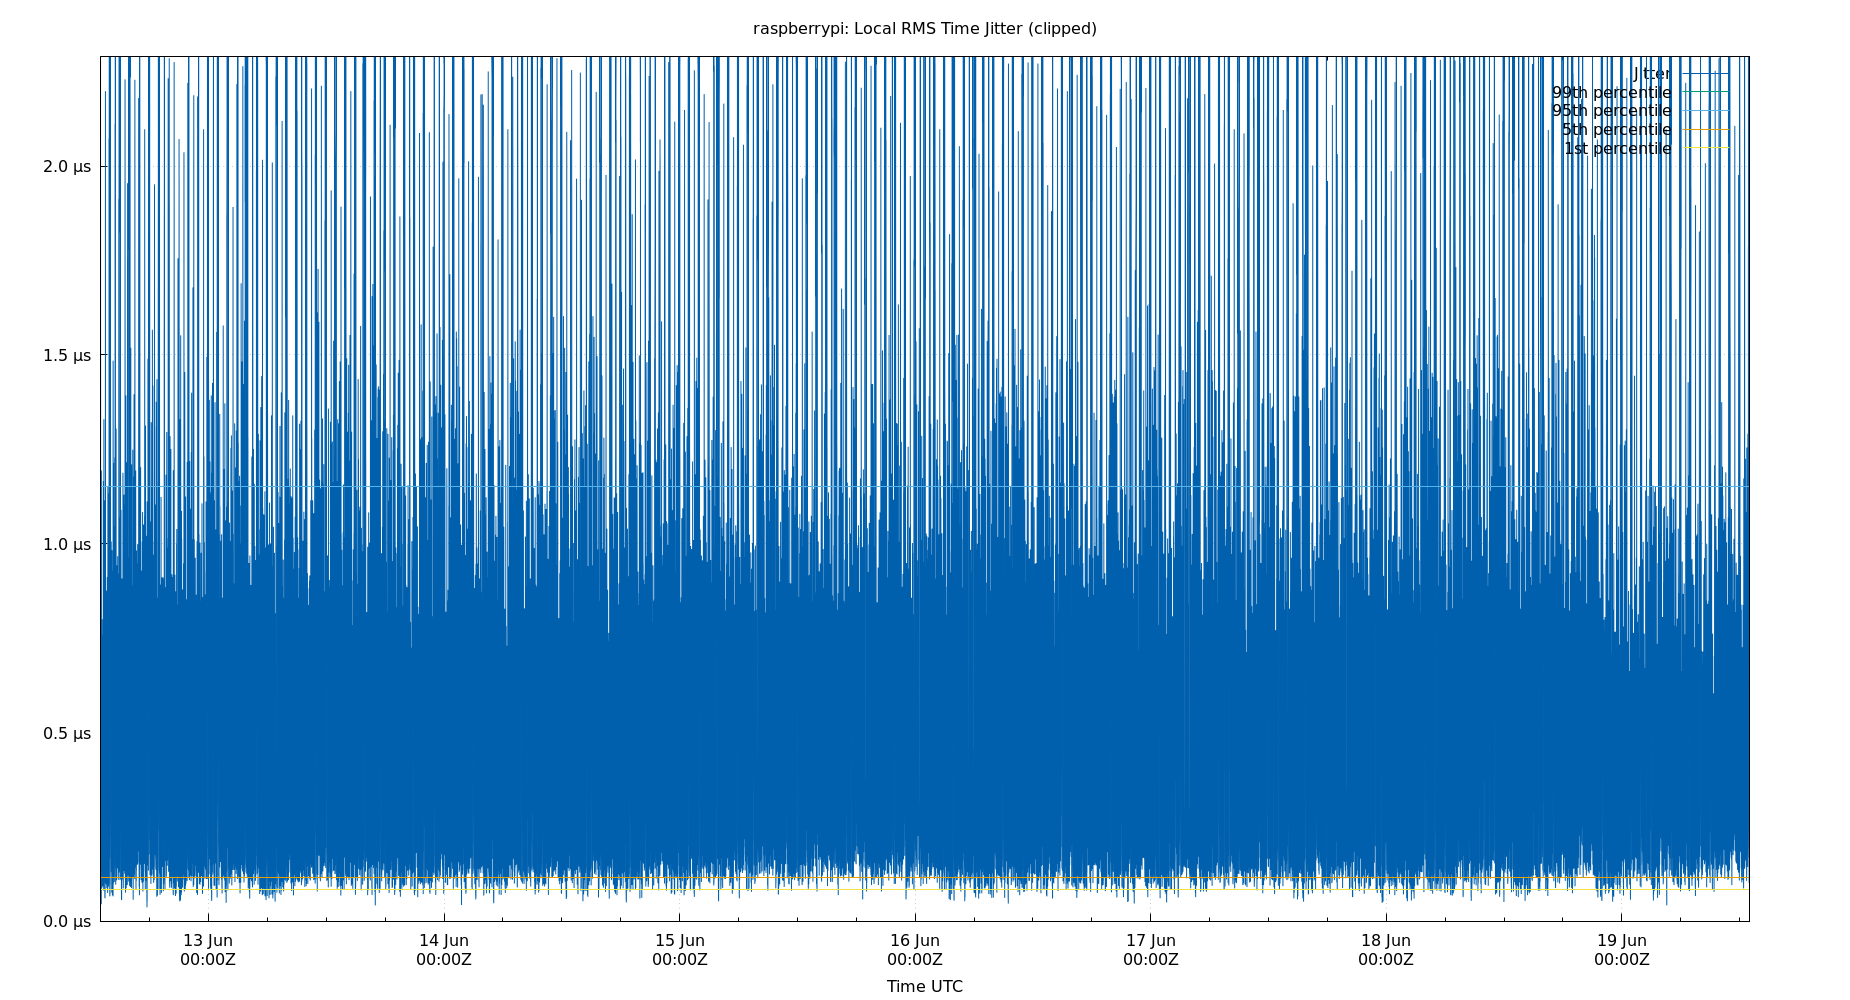 raspberrypi: Local RMS Time Jitter (clipped)
Jitter
99th percentile
95th percentile
5th percentile
1st percentile
2.0 μs
1.5 μs
1.0 μs
0.5 μs
0.0 μs
13 Jun 14 Jun 15 Jun 16 Jun 17 Jun 18 Jun 19 Jun
00:00Z 00:00Z 00:00Z 00:00Z 00:00Z 00:00Z 00:00Z
Time UTC